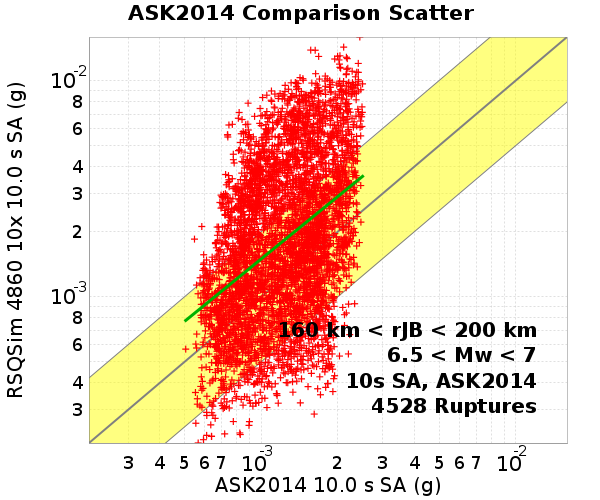 ASK2014 Comparison Scatter
RSQSim 4860 10x 10.0 s SA (g)
10-2
8
6
4
3
2
10-3
8
6
4
3
160 km < rJB < 200 km
6.5 < Mw < 7
10s SA, ASK2014
4528 Ruptures
3 4 5 6 7 10-3 2 3 4 5 6 7 10-2
ASK2014 10.0 s SA (g)